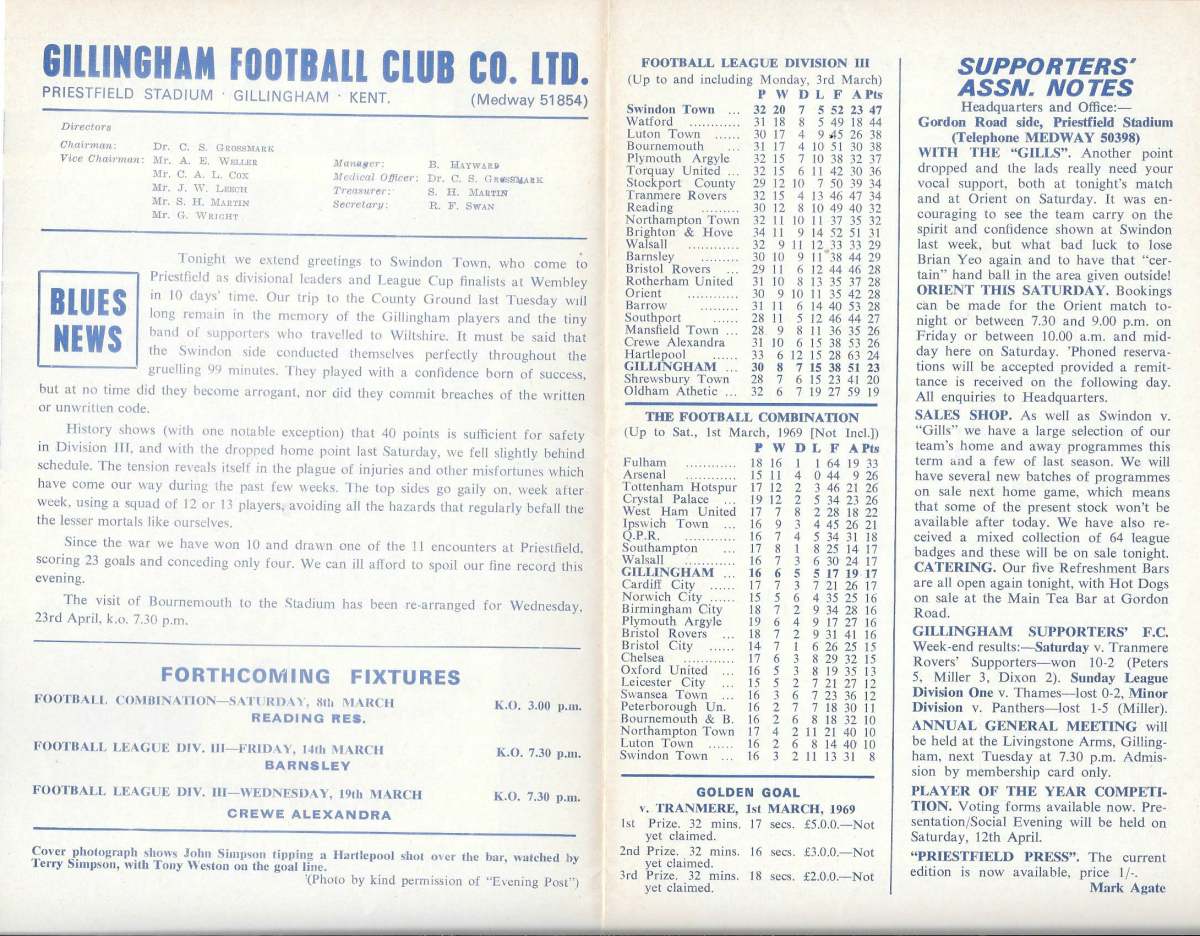 GILLINGHAM FOOTBALL CLUB CO. LTD.
PRIESTFIELD STADIUM · GILLINGHAM · KENT. (Medway 51854)
Directors
Chairman: Dr. C. S. GROSSMARK
Vice Chairman: Mr. A. E. WELLER
Mr. C. A. L. COX
Mr. J. W. LEECH
Mr. S. H. MARTIN
Mr. G. WRIGHT
Manager: B. HAYWARD
Medical Officer: Dr. C. S. GROSSMARK
Treasurer: S. H. MARTIN
Secretary: R. F. SWAN
BLUES
NEWS
Tonight we extend greetings to Swindon Town, who come to
Priestfield as divisional leaders and League Cup finalists at Wembley
in 10 days' time. Our trip to the County Ground last Tuesday will
long remain in the memory of the Gillingham players and the tiny
band of supporters who travelled to Wiltshire. It must be said that
the Swindon side conducted themselves perfectly throughout the
gruelling 99 minutes. They played with a confidence born of success,
but at no time did they become arrogant, nor did they commit breaches of the written
or unwritten code.
History shows (with one notable exception) that 40 points is sufficient for safety
in Division III, and with the dropped home point last Saturday, we fell slightly behind
schedule. The tension reveals itself in the plague of injuries and other misfortunes which
have come our way during the past few weeks. The top sides go gaily on, week after
week, using a squad of 12 or 13 players, avoiding all the hazards that regularly befall the
the lesser mortals like ourselves.
Since the war we have won 10 and drawn one of the 11 encounters at Priestfield,
scoring 23 goals and conceding only four. We can ill afford to spoil our fine record this
evening.
The visit of Bournemouth to the Stadium has been re-arranged for Wednesday,
23rd April, k.o. 7.30 p.m.
FORTHCOMING FIXTURES
FOOTBALL COMBINATION—SATURDAY, 8th MARCH K.O. 3.00 p.m.
READING RES.
FOOTBALL LEAGUE DIV. III—FRIDAY, 14th MARCH K.O. 7.30 p.m.
BARNSLEY
FOOTBALL LEAGUE DIV. III—WEDNESDAY, 19th MARCH K.O. 7.30 p.m.
CREWE ALEXANDRA
Cover photograph shows John Simpson tipping a Hartlepool shot over the bar, watched by
Terry Simpson, with Tony Weston on the goal line.
(Photo by kind permission of "Evening Post")
FOOTBALL LEAGUE DIVISION III
(Up to and including Monday, 3rd March)
P W D L F A Pts
Swindon Town ... 32 20 7 5 52 23 47
Watford ............ 31 18 8 5 49 18 44
Luton Town ...... 30 17 4 9 45 26 38
Bournemouth ... 31 17 4 10 51 30 38
Plymouth Argyle 32 15 7 10 38 32 37
Torquay United ... 32 15 6 11 42 30 36
Stockport County 29 12 10 7 50 39 34
Tranmere Rovers 32 15 4 13 46 47 34
Reading ......... 30 12 8 10 49 40 32
Northampton Town 32 11 10 11 37 35 32
Brighton & Hove 34 11 9 14 52 51 31
Walsall ............ 32 9 11 12 33 33 29
Barnsley ......... 30 10 9 11 38 44 29
Bristol Rovers ... 29 11 6 12 44 46 28
Rotherham United 31 10 8 13 35 37 28
Orient ............ 30 9 10 11 35 42 28
Barrow ......... 31 11 6 14 40 53 28
Southport ...... 28 11 5 12 46 44 27
Mansfield Town ... 28 9 8 11 36 35 26
Crewe Alexandra 31 10 6 15 38 53 26
Hartlepool ...... 33 6 12 15 28 63 24
GILLINGHAM ... 30 8 7 15 38 51 23
Shrewsbury Town 28 7 6 15 23 41 20
Oldham Athetic ... 32 6 7 19 27 59 19
THE FOOTBALL COMBINATION
(Up to Sat., 1st March, 1969 [Not Incl.])
P W D L F A Pts
Fulham ............ 18 16 1 1 64 19 33
Arsenal ............ 15 11 4 0 44 9 26
Tottenham Hotspur 17 12 2 3 46 21 26
Crystal Palace ... 19 12 2 5 34 23 26
West Ham United 17 7 8 2 28 18 22
Ipswich Town ... 16 9 3 4 45 26 21
Q.P.R. ............ 16 7 4 5 34 31 18
Southampton ... 17 8 1 8 25 14 17
Walsall ............ 16 7 3 6 30 24 17
GILLINGHAM ... 16 6 5 5 17 19 17
Cardiff City ...... 17 7 3 7 21 26 17
Norwich City ...... 15 5 6 4 35 25 16
Birmingham City 18 7 2 9 34 28 16
Plymouth Argyle 19 6 4 9 17 27 16
Bristol Rovers ... 18 7 2 9 31 41 16
Bristol City ...... 14 7 1 6 26 25 15
Chelsea ............ 17 6 3 8 29 32 15
Oxford United ... 16 5 3 8 19 35 13
Leicester City ... 15 5 2 7 21 27 12
Swansea Town ... 16 3 6 7 23 36 12
Peterborough Un. 16 2 7 7 18 30 11
Bournemouth & B. 16 2 6 8 18 32 10
Northampton Town 17 4 2 11 21 40 10
Luton Town ...... 16 2 6 8 14 40 10
Swindon Town ... 16 3 2 11 13 31 8
GOLDEN GOAL
v. TRANMERE, 1st MARCH, 1969
1st Prize. 32 mins. 17 secs. £5.0.0.—Not
yet claimed.
2nd Prize. 32 mins. 16 secs. £3.0.0.—Not
yet claimed.
3rd Prize. 32 mins. 18 secs. £2.0.0.—Not
yet claimed.
SUPPORTERS'
ASSN. NOTES
Headquarters and Office:—
Gordon Road side, Priestfield Stadium
(Telephone MEDWAY 50398)
WITH THE "GILLS". Another point
dropped and the lads really need your
vocal support, both at tonight's match
and at Orient on Saturday. It was en-
couraging to see the team carry on the
spirit and confidence shown at Swindon
last week, but what bad luck to lose
Brian Yeo again and to have that "cer-
tain" hand ball in the area given outside!
ORIENT THIS SATURDAY. Bookings
can be made for the Orient match to-
night or between 7.30 and 9.00 p.m. on
Friday or between 10.00 a.m. and mid-
day here on Saturday. 'Phoned reserva-
tions will be accepted provided a remit-
tance is received on the following day.
All enquiries to Headquarters.
SALES SHOP. As well as Swindon v.
"Gills" we have a large selection of our
team's home and away programmes this
term and a few of last season. We will
have several new batches of programmes
on sale next home game, which means
that some of the present stock won't be
available after today. We have also re-
ceived a mixed collection of 64 league
badges and these will be on sale tonight.
CATERING. Our five Refreshment Bars
are all open again tonight, with Hot Dogs
on sale at the Main Tea Bar at Gordon
Road.
GILLINGHAM SUPPORTERS' F.C.
Week-end results:—Saturday v. Tranmere
Rovers' Supporters—won 10-2 (Peters
5, Miller 3, Dixon 2). Sunday League
Division One v. Thames—lost 0-2, Minor
Division v. Panthers—lost 1-5 (Miller).
ANNUAL GENERAL MEETING will
be held at the Livingstone Arms, Gilling-
ham, next Tuesday at 7.30 p.m. Admis-
sion by membership card only.
PLAYER OF THE YEAR COMPETI-
TION. Voting forms available now. Pre-
sentation/Social Evening will be held on
Saturday, 12th April.
"PRIESTFIELD PRESS". The current
edition is now available, price 1/-.
Mark Agate